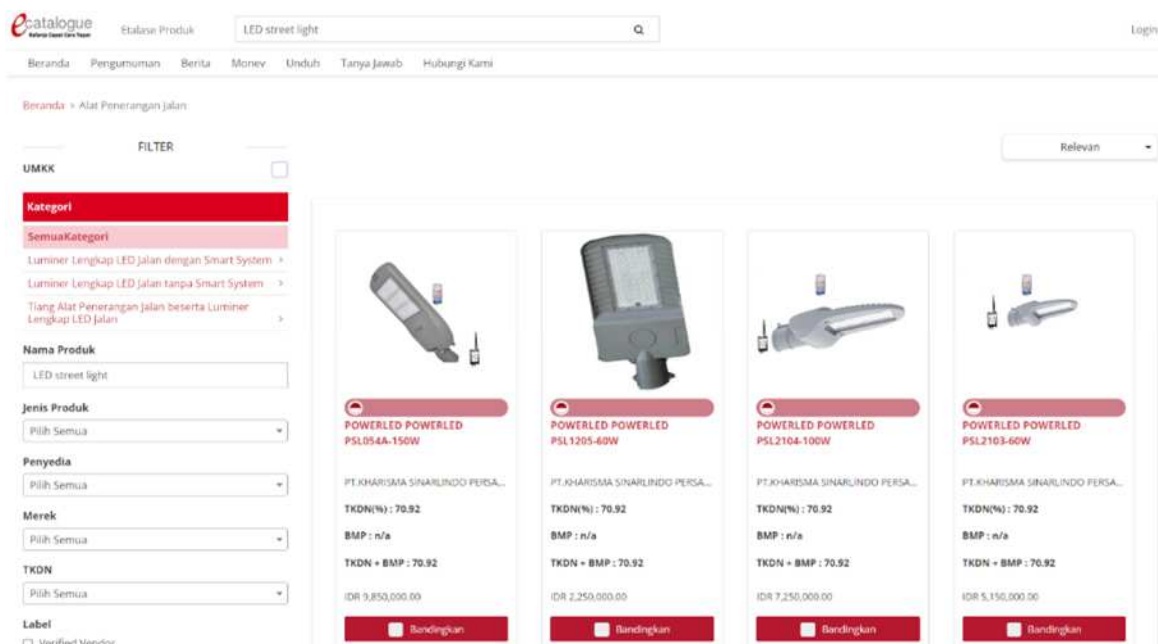 ecatalogue
Belanja Cepat Cara Tepat
Etalase Produk
LED street light
Login
Beranda
Pengumuman
Berita
Monev
Unduh
Tanya Jawab
Hubungi Kami
Beranda > Alat Penerangan Jalan
FILTER
Relevan
UMKK
Kategori
SemuaKategori
Luminer Lengkap LED Jalan dengan Smart System >
Luminer Lengkap LED Jalan tanpa Smart System >
Tiang Alat Penerangan Jalan beserta Luminer
Lengkap LED Jalan >
Nama Produk
LED street light
Jenis Produk
Pilih Semua
Penyedia
Pilih Semua
Merek
Pilih Semua
TKDN
Pilih Semua
Label
Verified Vendor
POWERLED POWERLED
PSL054A-150W
PT.KHARISMA SINARLINDO PERSA...
TKDN(%) : 70.92
BMP : n/a
TKDN + BMP : 70.92
IDR 9,850,000.00
Bandingkan
POWERLED POWERLED
PSL1205-60W
PT.KHARISMA SINARLINDO PERSA...
TKDN(%) : 70.92
BMP : n/a
TKDN + BMP : 70.92
IDR 2,250,000.00
Bandingkan
POWERLED POWERLED
PSL2104-100W
PT.KHARISMA SINARLINDO PERSA...
TKDN(%) : 70.92
BMP : n/a
TKDN + BMP : 70.92
IDR 7,250,000.00
Bandingkan
POWERLED POWERLED
PSL2103-60W
PT.KHARISMA SINARLINDO PERSA...
TKDN(%) : 70.92
BMP : n/a
TKDN + BMP : 70.92
IDR 5,150,000.00
Bandingkan